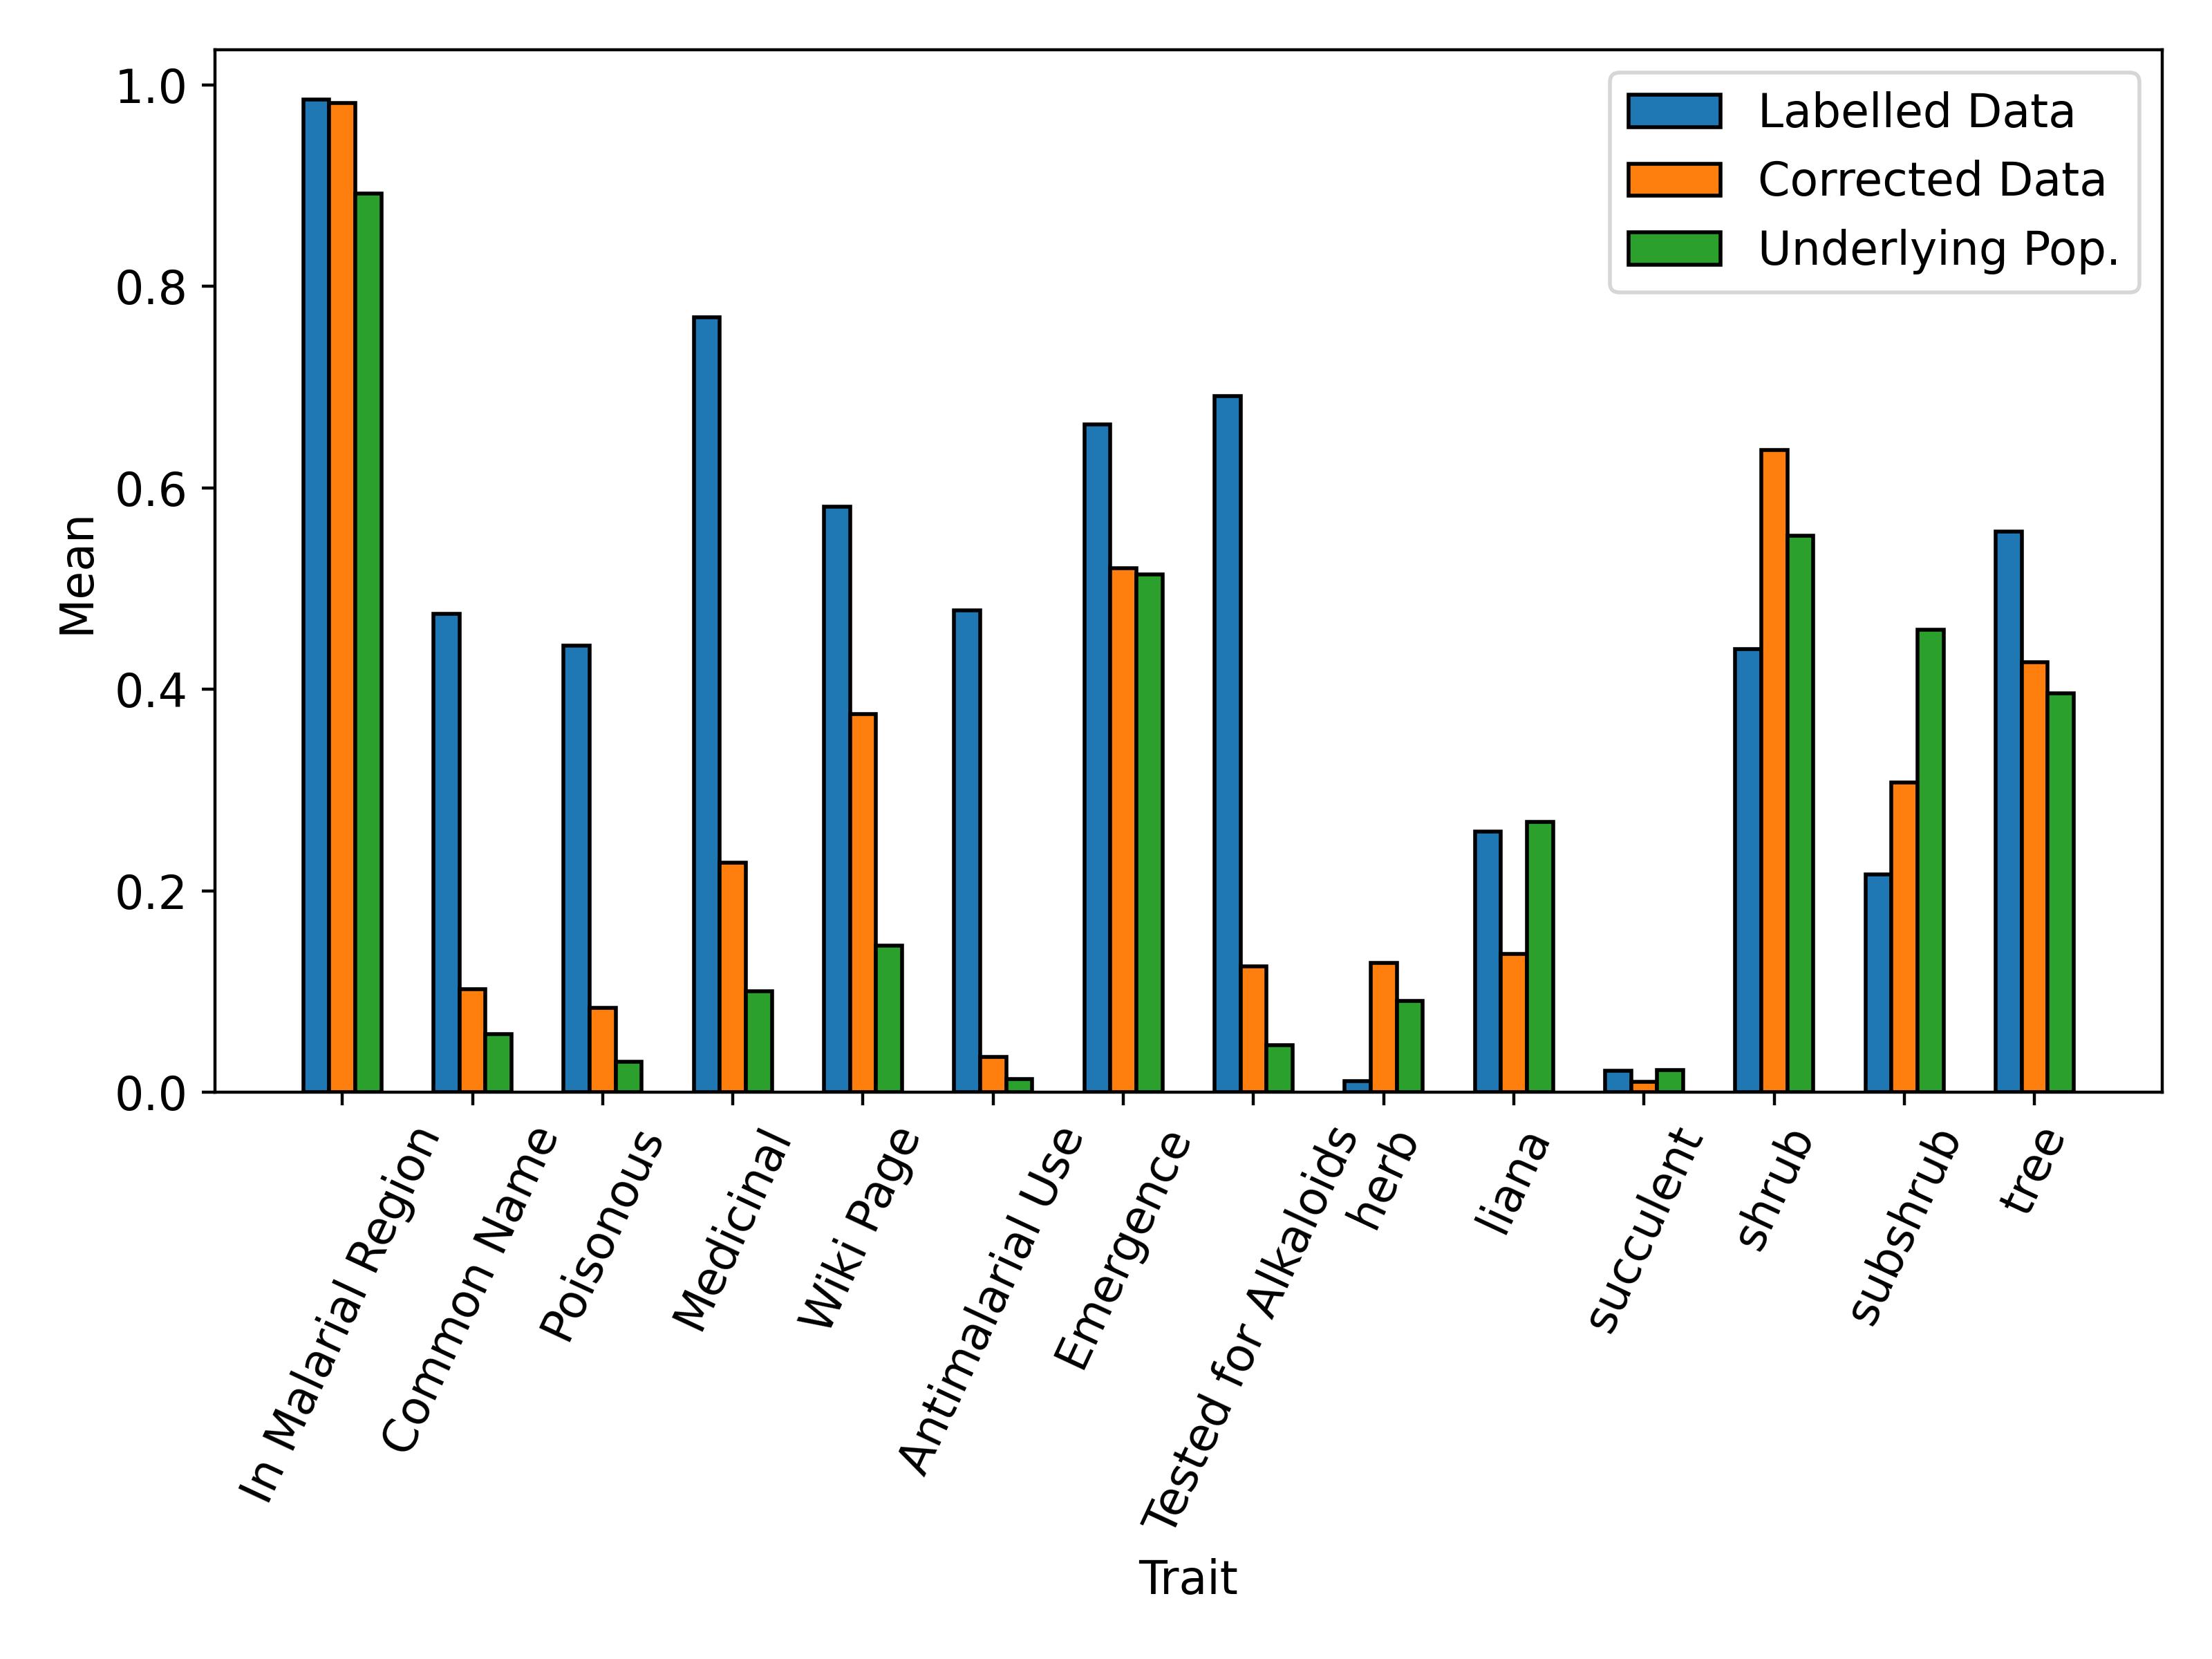 1.0
0.8
0.6
0.4
0.2
0.0
Mean
Labelled Data
Corrected Data
Underlying Pop.
In Malarial Region
Common Name
Poisonous
Medicinal
Wiki Page
Antimalarial Use
Emergence
Tested for Alkaloids
herb
liana
succulent
shrub
subshrub
tree
Trait